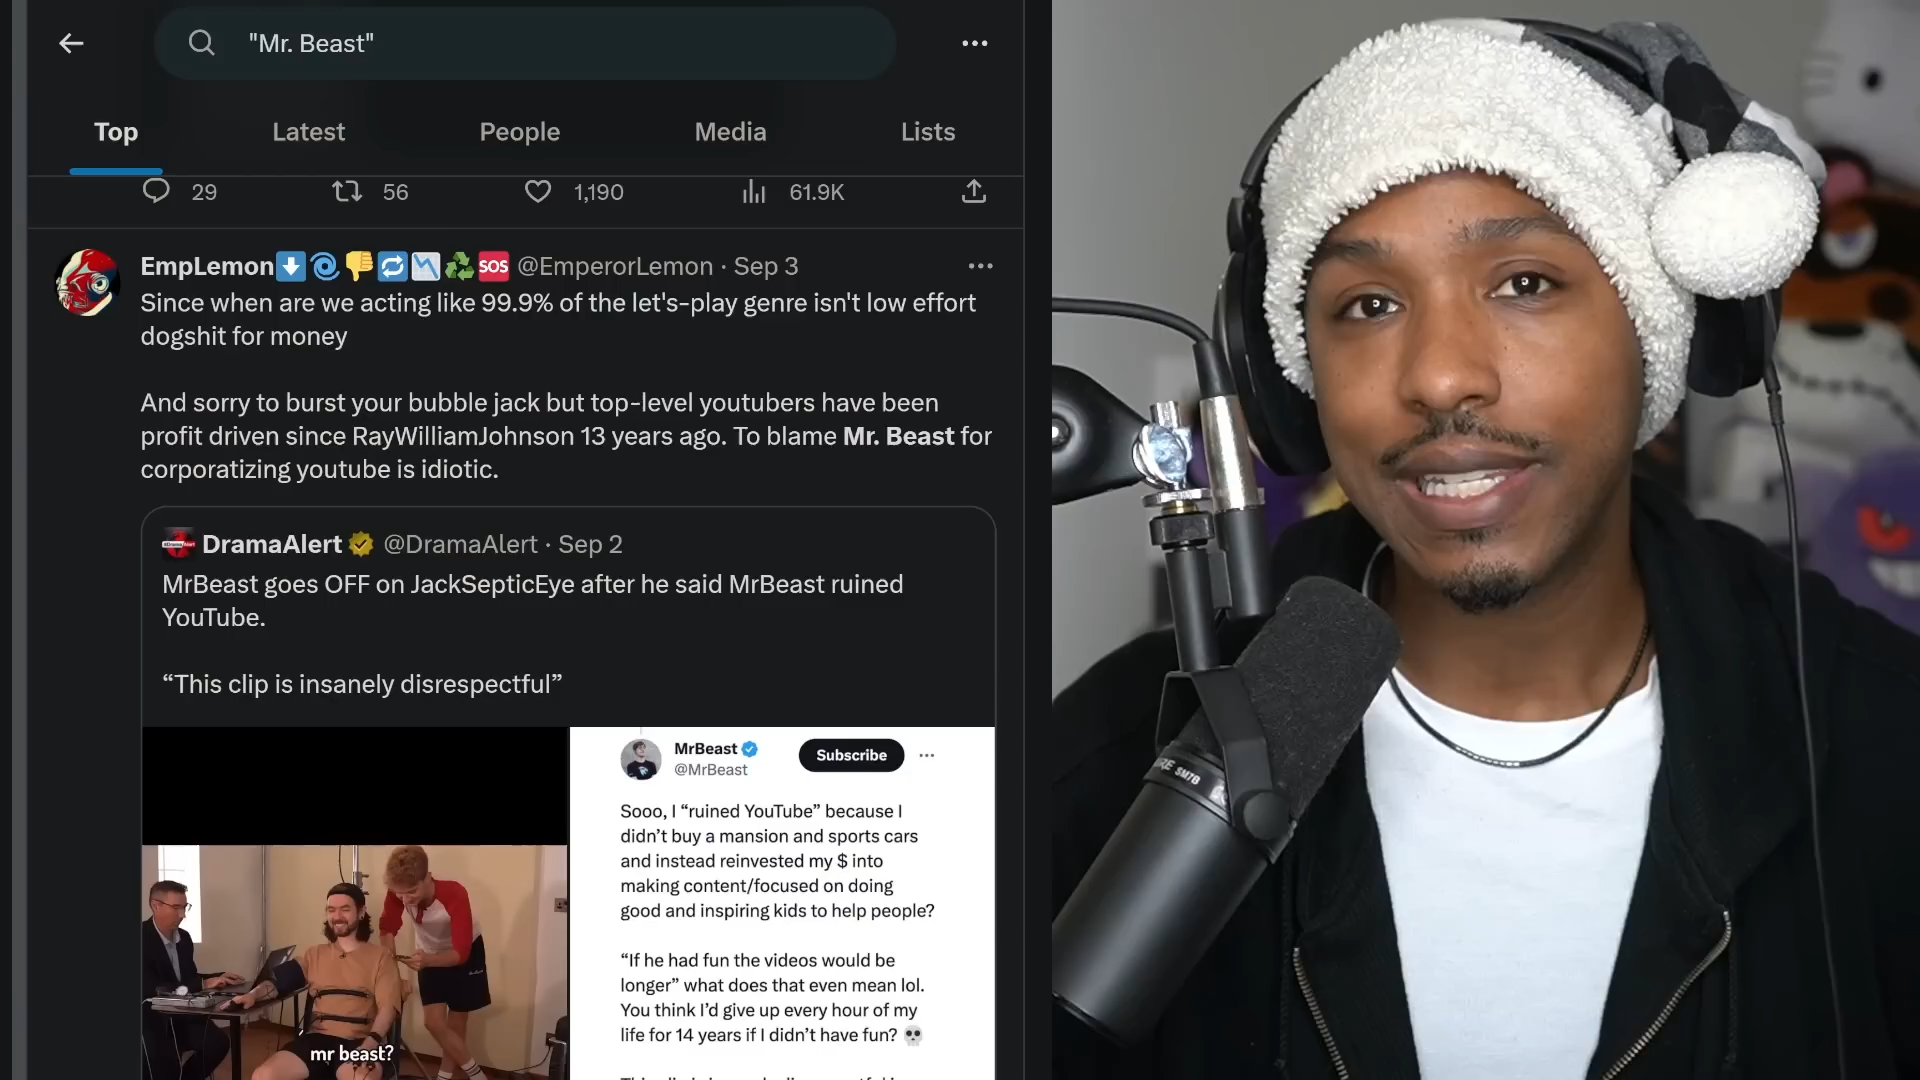 "Mr. Beast"
Top Latest People Media Lists
29 56 1,190 61.9K
EmpLemon⬇️🌀👎🔁📉♻️🆘 @EmperorLemon · Sep 3
Since when are we acting like 99.9% of the let's-play genre isn't low effort
dogshit for money
And sorry to burst your bubble jack but top-level youtubers have been
profit driven since RayWilliamJohnson 13 years ago. To blame Mr. Beast for
corporatizing youtube is idiotic.
DramaAlert @DramaAlert · Sep 2
MrBeast goes OFF on JackSepticEye after he said MrBeast ruined
YouTube.
“This clip is insanely disrespectful”
MrBeast
@MrBeast
Subscribe
Sooo, I “ruined YouTube” because I
didn’t buy a mansion and sports cars
and instead reinvested my $ into
making content/focused on doing
good and inspiring kids to help people?
“If he had fun the videos would be
longer” what does that even mean lol.
You think I’d give up every hour of my
life for 14 years if I didn’t have fun? 💀
mr beast?
SM7B